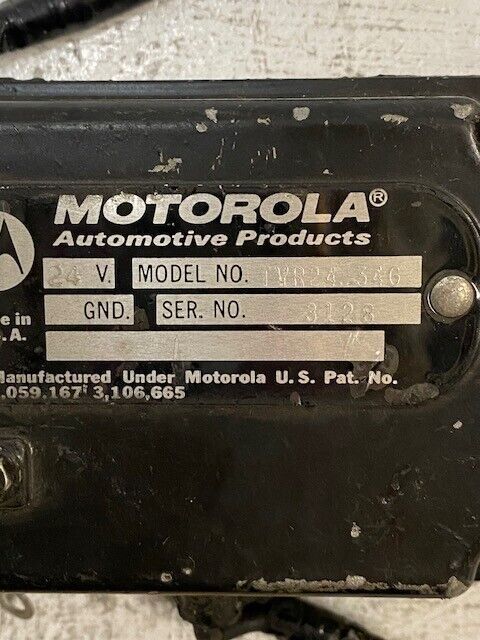 MOTOROLA®
Automotive Products
24 V. MODEL NO.
GND. SER. NO. 3128
e in
.A.
Manufactured Under Motorola U.S. Pat. No.
.059.167 3,106,665